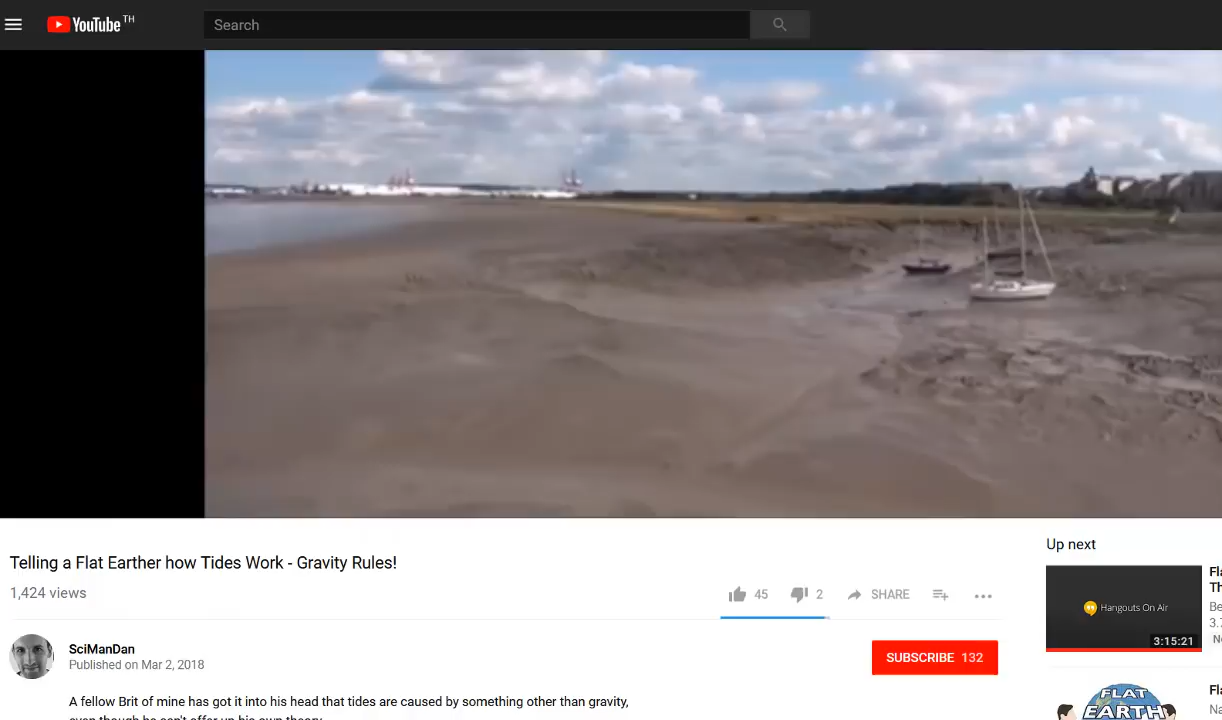 YouTube TH
Search
Telling a Flat Earther how Tides Work - Gravity Rules!
1,424 views
45
2
SHARE
SciManDan
Published on Mar 2, 2018
SUBSCRIBE 132
A fellow Brit of mine has got it into his head that tides are caused by something other than gravity,
Up next
Hangouts On Air
3:15:21
FLAT
EARTH